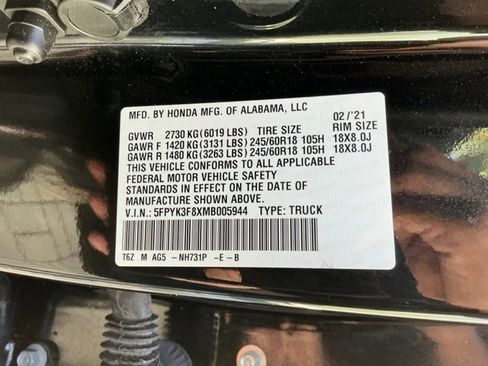 MFD. BY HONDA MFG. OF ALABAMA, LLC 02/'21
GVWR 2730 KG (6019 LBS) TIRE SIZE RIM SIZE
GAWR F 1420 KG (3131 LBS) 245/60R18 105H 18X8.0J
GAWR R 1480 KG (3263 LBS) 245/60R18 105H 18X8.0J
THIS VEHICLE CONFORMS TO ALL APPLICABLE
FEDERAL MOTOR VEHICLE SAFETY
STANDARDS IN EFFECT ON THE DATE OF
MANUFACTURE SHOWN ABOVE.
V.I.N.: 5FPYK3F8XMB005944 TYPE: TRUCK
T6Z M AG5 -NH731P -E-B